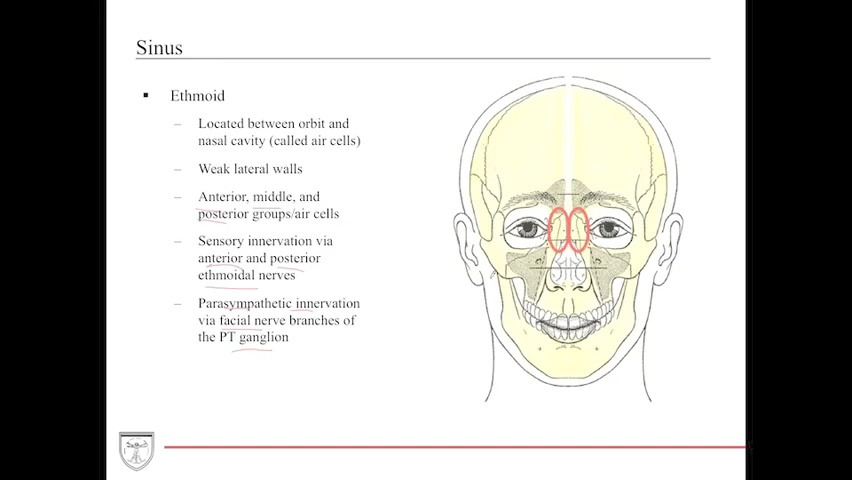 Sinus
▪ Ethmoid
– Located between orbit and
nasal cavity (called air cells)
– Weak lateral walls
– Anterior, middle, and
posterior groups/air cells
– Sensory innervation via
anterior and posterior
ethmoidal nerves
– Parasympathetic innervation
via facial nerve branches of
the PT ganglion